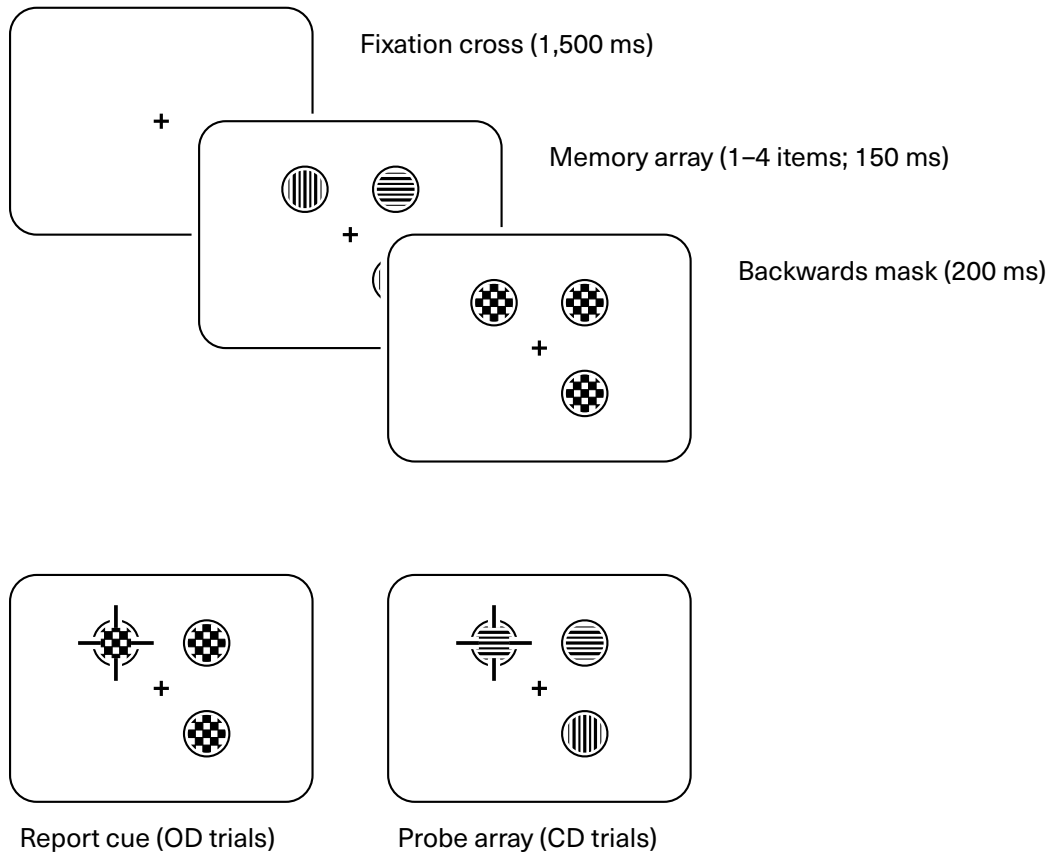 Fixation cross (1,500 ms)
Memory array (1–4 items; 150 ms)
Backwards mask (200 ms)
Report cue (OD trials)
Probe array (CD trials)